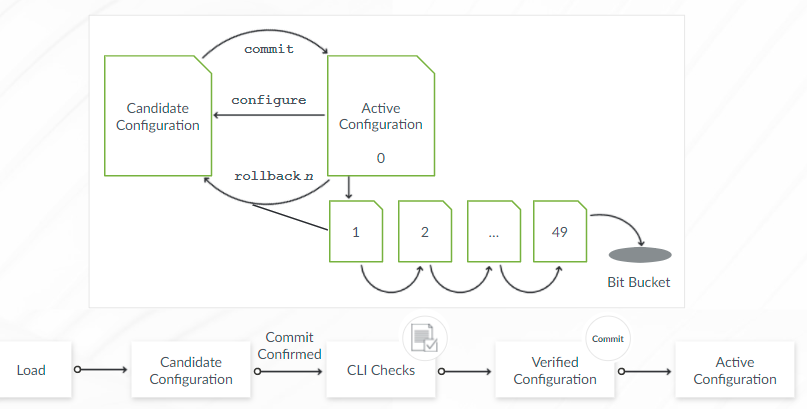 commit
Candidate
Configuration
configure
Active
Configuration
0
rollback n
1
2
...
49
Bit Bucket
Load
Candidate
Configuration
Commit
Confirmed
CLI Checks
Verified
Configuration
Commit
Active
Configuration